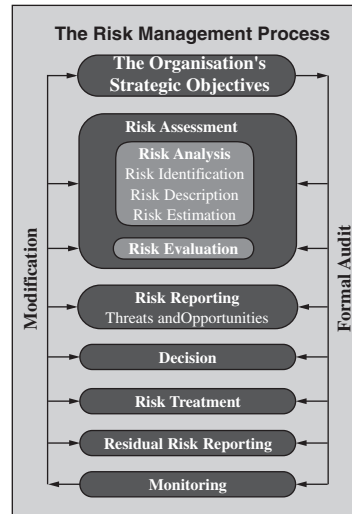 The Risk Management Process
The Organisation's
Strategic Objectives
Risk Assessment
Risk Analysis
Risk Identification
Risk Description
Risk Estimation
Risk Evaluation
Risk Reporting
Threats andOpportunities
Decision
Risk Treatment
Residual Risk Reporting
Monitoring
Modification
Formal Audit